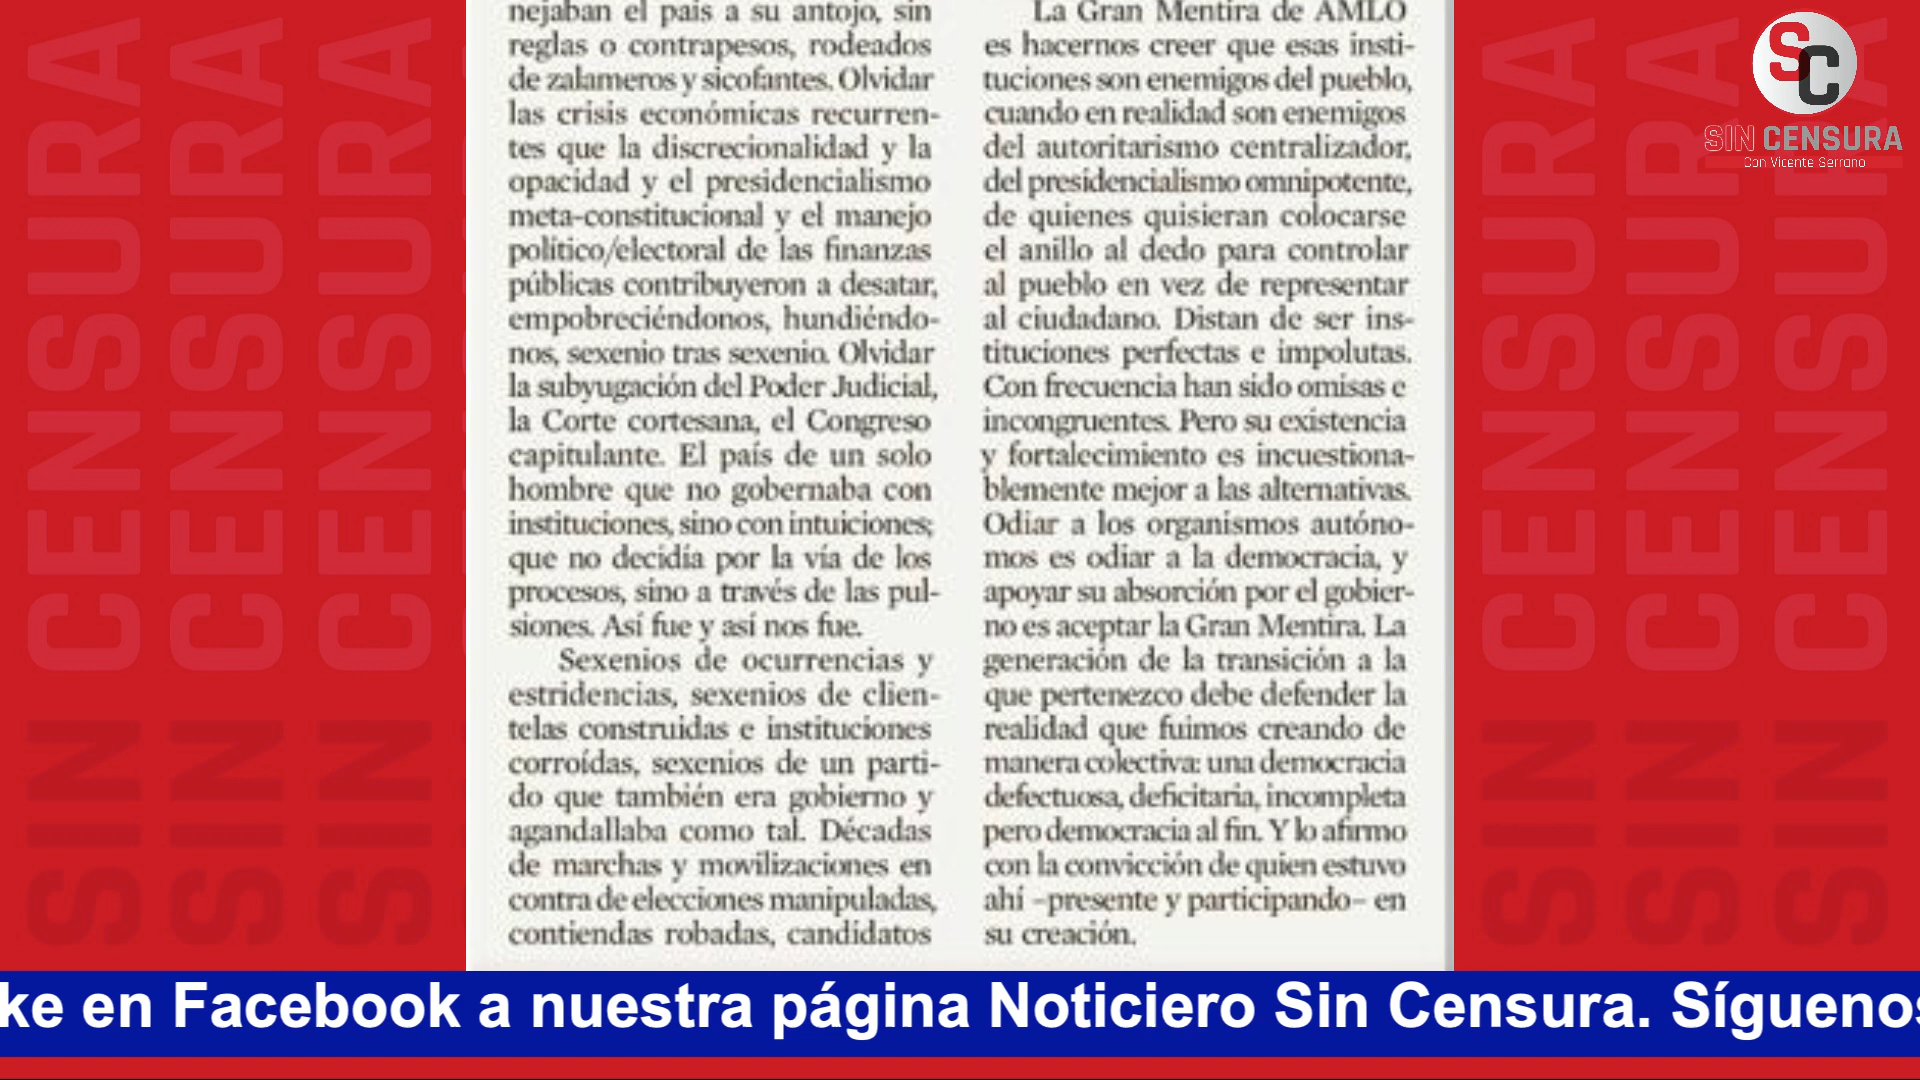 nejaban el país a su antojo, sin
reglas o contrapesos, rodeados
de zalameros y sicofantes. Olvidar
las crisis económicas recurren-
tes que la discrecionalidad y la
opacidad y el presidencialismo
meta-constitucional y el manejo
político/electoral de las finanzas
públicas contribuyeron a desatar,
empobreciéndonos, hundiéndo-
nos, sexenio tras sexenio. Olvidar
la subyugación del Poder Judicial,
la Corte cortesana, el Congreso
capitulante. El país de un solo
hombre que no gobernaba con
instituciones, sino con intuiciones;
que no decidía por la vía de los
procesos, sino a través de las pul-
siones. Así fue y así nos fue.
Sexenios de ocurrencias y
estridencias, sexenios de clien-
telas construidas e instituciones
corroídas, sexenios de un parti-
do que también era gobierno y
agandallaba como tal. Décadas
de marchas y movilizaciones en
contra de elecciones manipuladas,
contiendas robadas, candidatos
La Gran Mentira de AMLO
es hacernos creer que esas insti-
tuciones son enemigos del pueblo,
cuando en realidad son enemigos
del autoritarismo centralizador,
del presidencialismo omnipotente,
de quienes quisieran colocarse
el anillo al dedo para controlar
al pueblo en vez de representar
al ciudadano. Distan de ser ins-
tituciones perfectas e impolutas.
Con frecuencia han sido omisas e
incongruentes. Pero su existencia
y fortalecimiento es incuestiona-
blemente mejor a las alternativas.
Odiar a los organismos autóno-
mos es odiar a la democracia, y
apoyar su absorción por el gobier-
no es aceptar la Gran Mentira. La
generación de la transición a la
que pertenezco debe defender la
realidad que fuimos creando de
manera colectiva: una democracia
defectuosa, deficitaria, incompleta
pero democracia al fin. Y lo afirmo
con la convicción de quien estuvo
ahí –presente y participando– en
su creación.
SC
SIN CENSURA
Con Vicente Serrano
SIN CENSURA
SIN CENSURA
SIN CENSURA
SIN CENSURA
SIN CENSURA
SIN CENSURA
ke en Facebook a nuestra página Noticiero Sin Censura. Síguenos